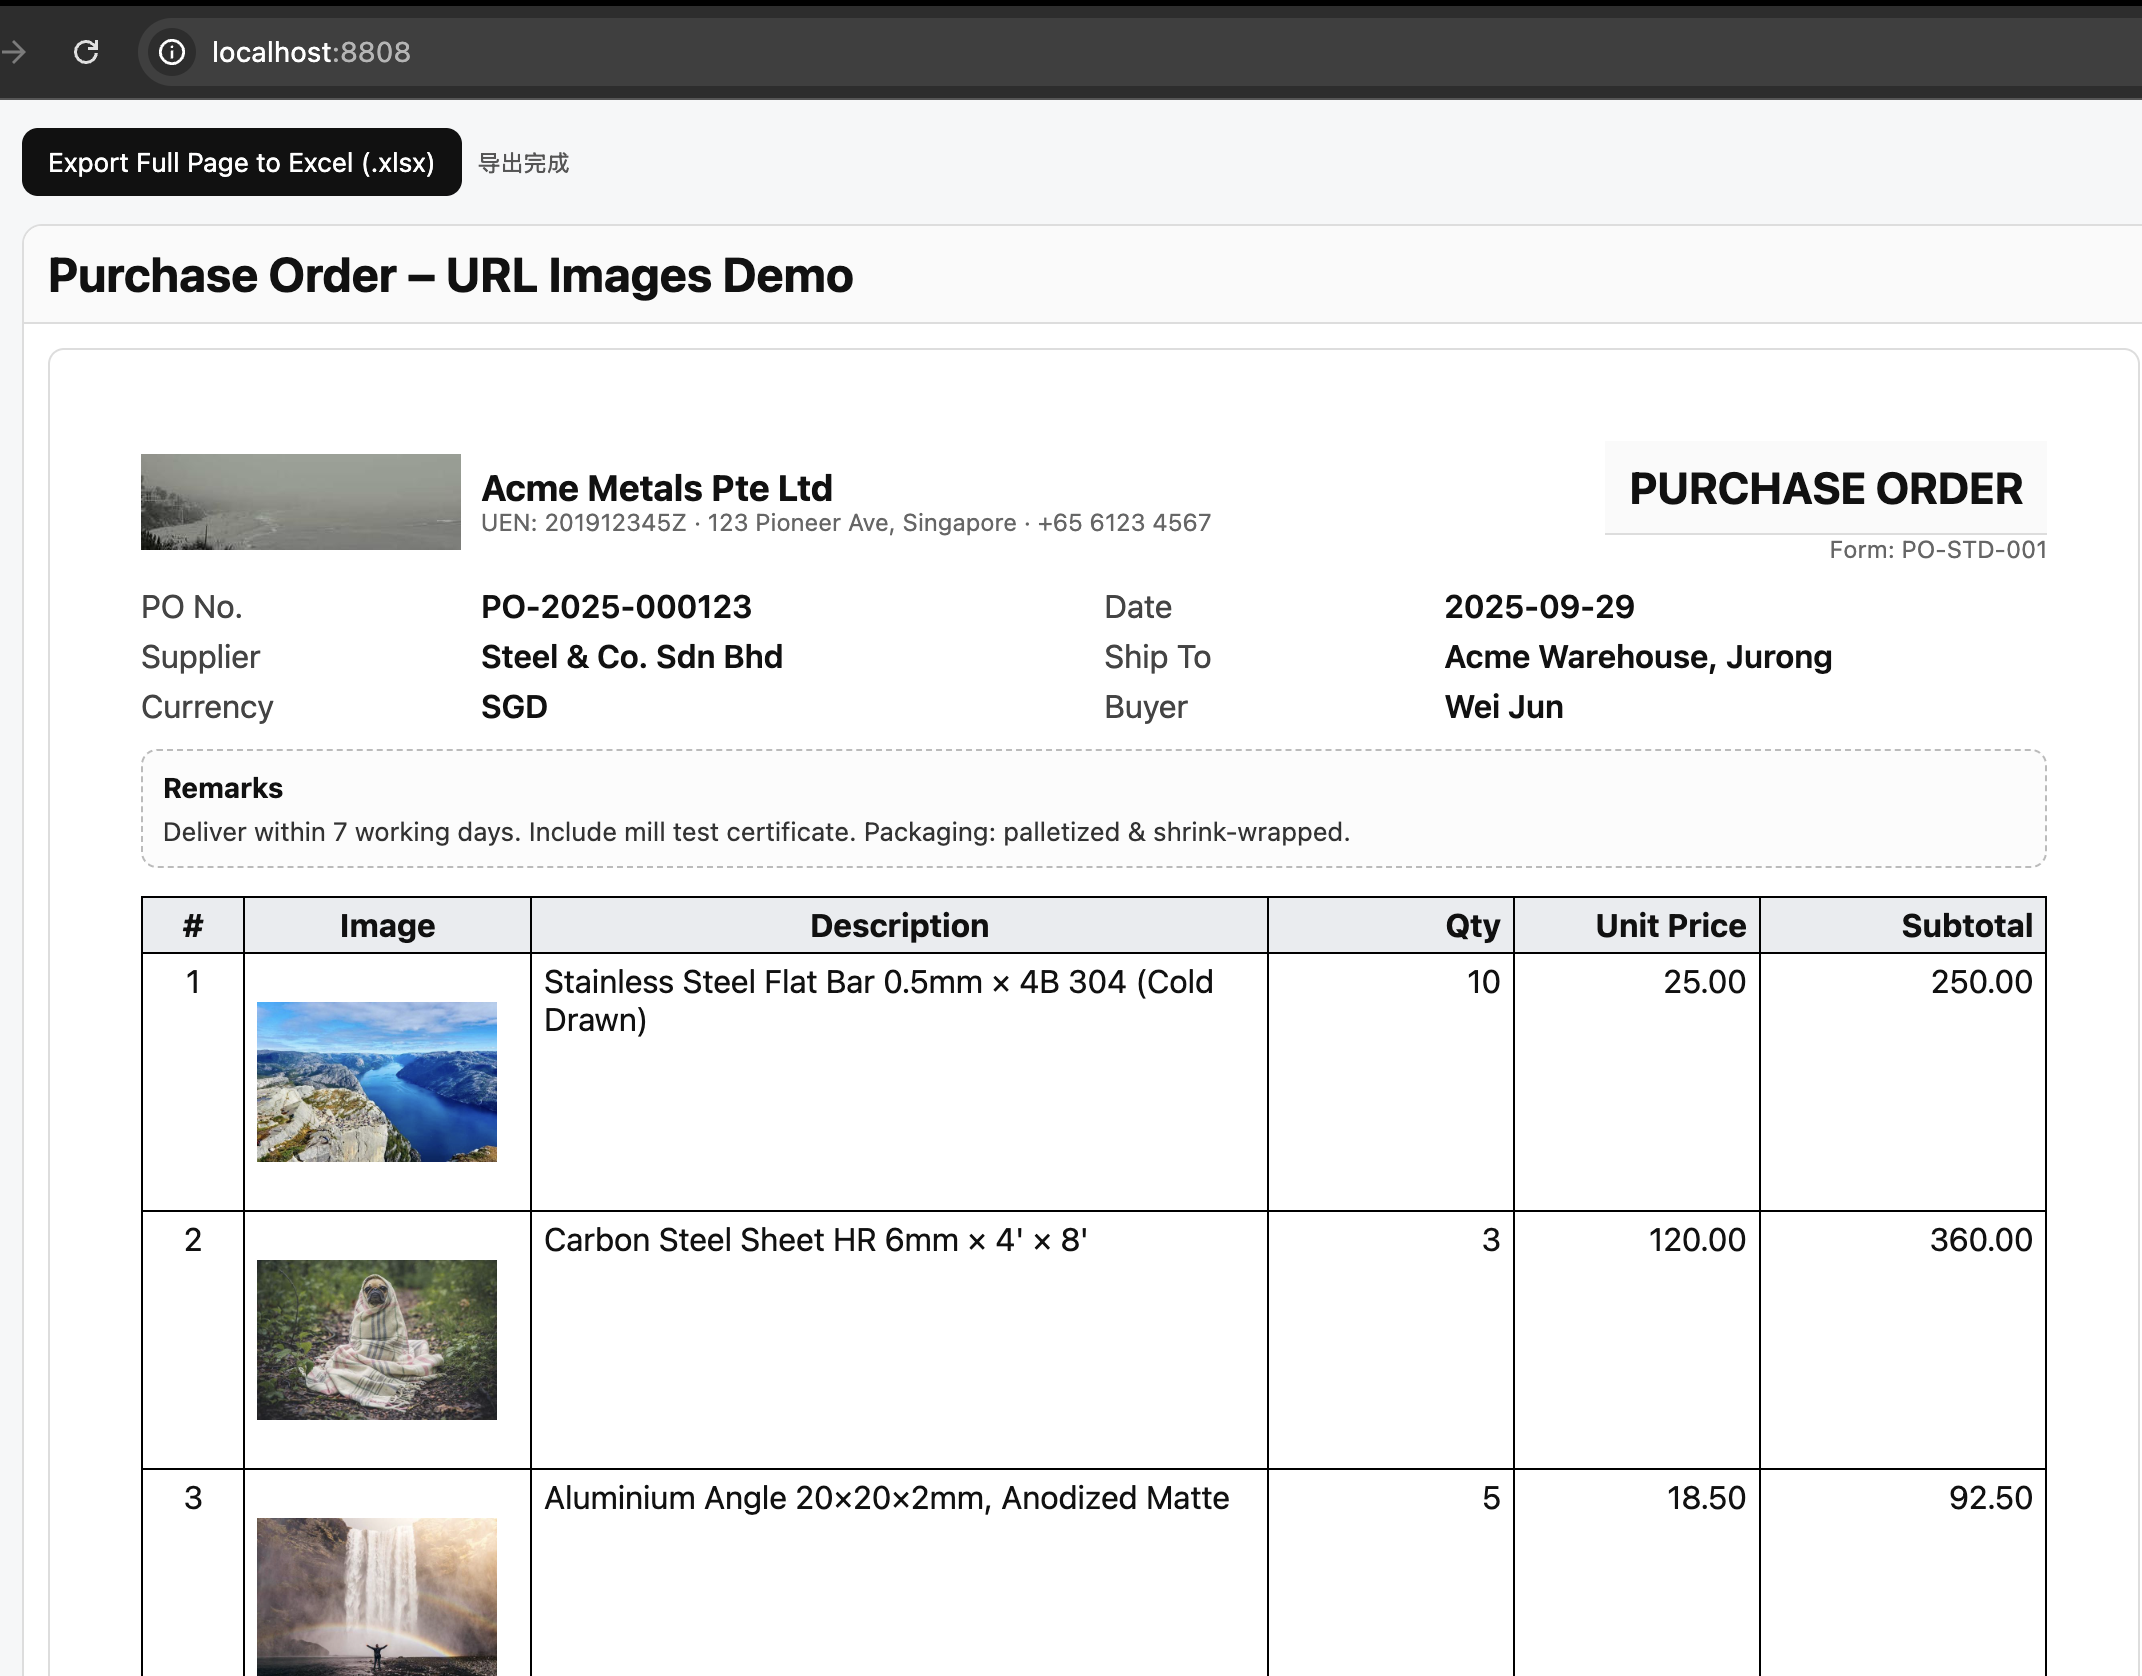 localhost:8808
Export Full Page to Excel (.xlsx) 导出完成
Purchase Order – URL Images Demo
Acme Metals Pte Ltd
UEN: 201912345Z · 123 Pioneer Ave, Singapore · +65 6123 4567
PURCHASE ORDER
Form: PO-STD-001
PO No. PO-2025-000123 Date 2025-09-29
Supplier Steel & Co. Sdn Bhd Ship To Acme Warehouse, Jurong
Currency SGD Buyer Wei Jun
Remarks
Deliver within 7 working days. Include mill test certificate. Packaging: palletized & shrink-wrapped.
# Image Description Qty Unit Price Subtotal
1 Stainless Steel Flat Bar 0.5mm × 4B 304 (Cold 10 25.00 250.00
Drawn)
2 Carbon Steel Sheet HR 6mm × 4' × 8' 3 120.00 360.00
3 Aluminium Angle 20×20×2mm, Anodized Matte 5 18.50 92.50